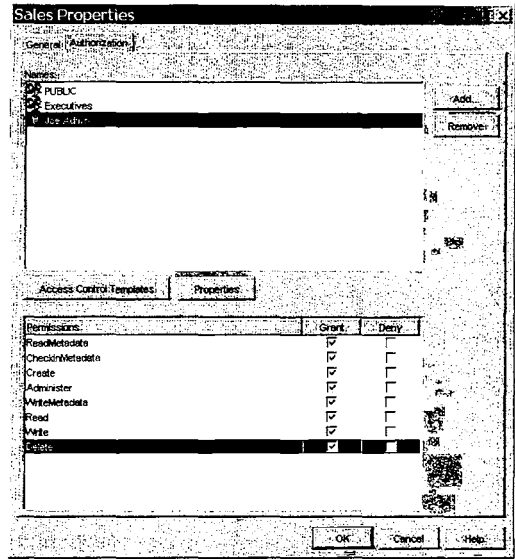 Sales Properties
General Authorization
Names:
PUBLIC
Executives
Joe Admin
Add...
Remove
Access Control Templates Properties
Permissions Grant Deny
ReadMetadata
CheckinMetadata
Create
Administer
WriteMetadata
Read
Write
Delete
OK Cancel Help